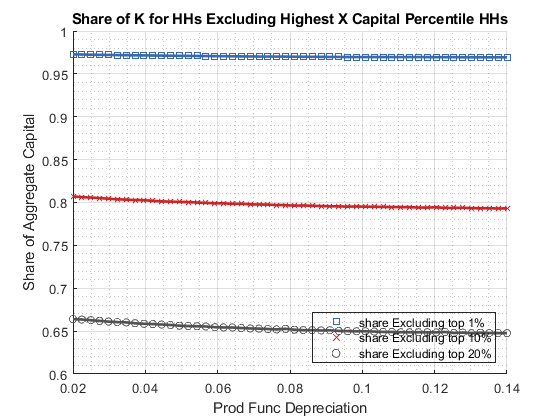 Share of K for HHs Excluding Highest X Capital Percentile HHs
1
0.95
0.9
0.85
0.8
0.75
0.7
0.65
0.6
Share of Aggregate Capital
share Excluding top 1%
share Excluding top 10%
share Excluding top 20%
0.02 0.04 0.06 0.08 0.1 0.12 0.14
Prod Func Depreciation